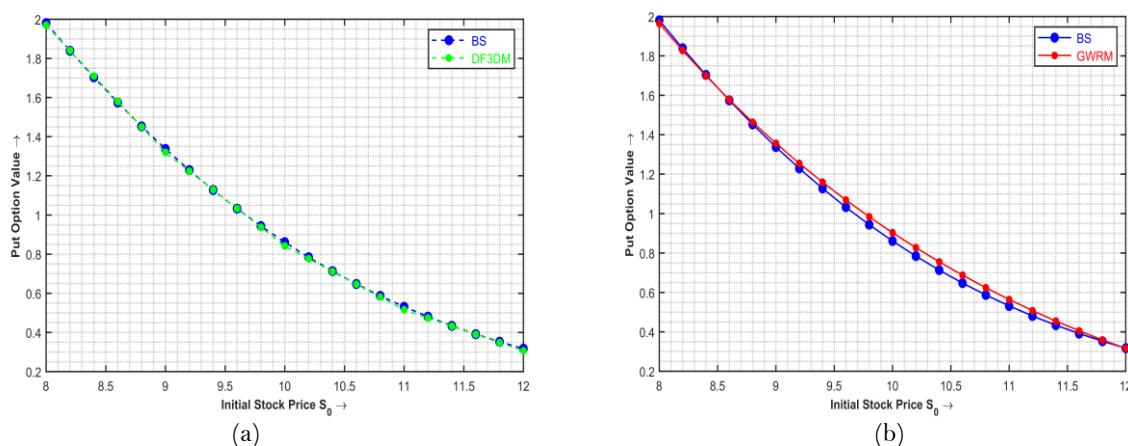 2
1.8
1.6
1.4
1.2
1
0.8
0.6
0.4
0.2
Put Option Value →
8 8.5 9 9.5 10 10.5 11 11.5 12
Initial Stock Price S0 →
BS
DF3DM
(a)
2
1.8
1.6
1.4
1.2
1
0.8
0.6
0.4
0.2
Put Option Value →
8 8.5 9 9.5 10 10.5 11 11.5 12
Initial Stock Price S0 →
BS
GWRM
(b)